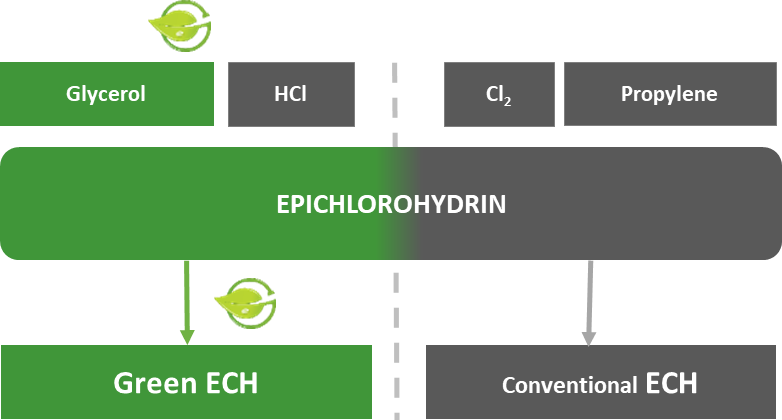 Glycerol
HCl
Cl₂
Propylene
EPICHLOROHYDRIN
Green ECH
Conventional ECH